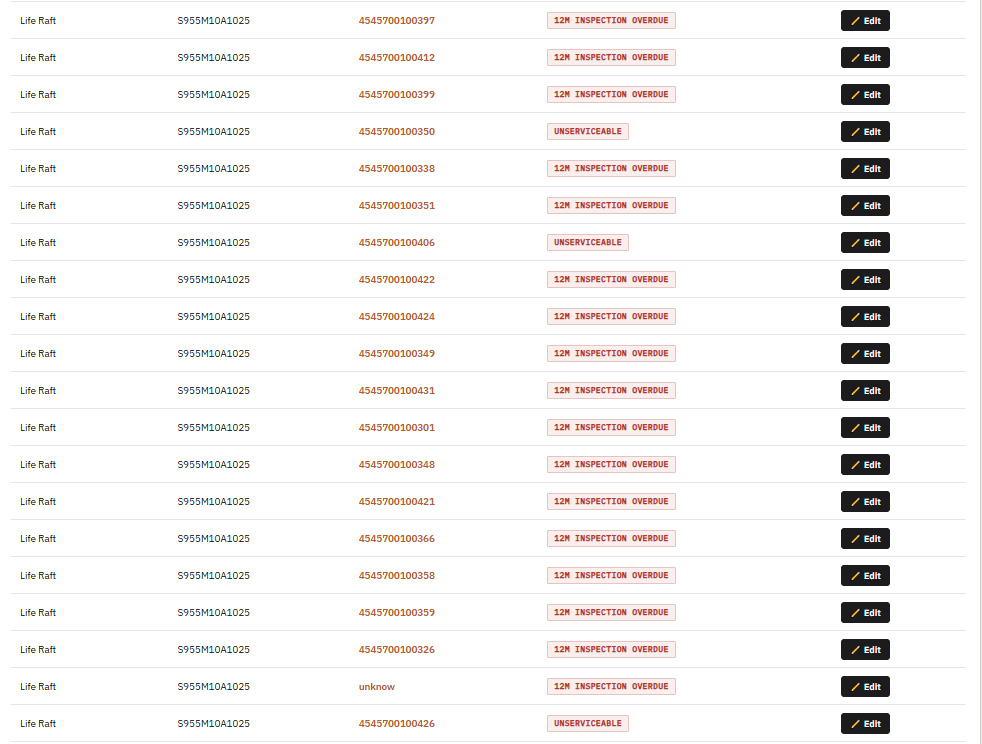 Life Raft S955M10A1025 4545700100397 12M INSPECTION OVERDUE Edit
Life Raft S955M10A1025 4545700100412 12M INSPECTION OVERDUE Edit
Life Raft S955M10A1025 4545700100399 12M INSPECTION OVERDUE Edit
Life Raft S955M10A1025 4545700100350 UNSERVICEABLE Edit
Life Raft S955M10A1025 4545700100338 12M INSPECTION OVERDUE Edit
Life Raft S955M10A1025 4545700100351 12M INSPECTION OVERDUE Edit
Life Raft S955M10A1025 4545700100406 UNSERVICEABLE Edit
Life Raft S955M10A1025 4545700100422 12M INSPECTION OVERDUE Edit
Life Raft S955M10A1025 4545700100424 12M INSPECTION OVERDUE Edit
Life Raft S955M10A1025 4545700100349 12M INSPECTION OVERDUE Edit
Life Raft S955M10A1025 4545700100431 12M INSPECTION OVERDUE Edit
Life Raft S955M10A1025 4545700100301 12M INSPECTION OVERDUE Edit
Life Raft S955M10A1025 4545700100348 12M INSPECTION OVERDUE Edit
Life Raft S955M10A1025 4545700100421 12M INSPECTION OVERDUE Edit
Life Raft S955M10A1025 4545700100366 12M INSPECTION OVERDUE Edit
Life Raft S955M10A1025 4545700100358 12M INSPECTION OVERDUE Edit
Life Raft S955M10A1025 4545700100359 12M INSPECTION OVERDUE Edit
Life Raft S955M10A1025 4545700100326 12M INSPECTION OVERDUE Edit
Life Raft S955M10A1025 unknow 12M INSPECTION OVERDUE Edit
Life Raft S955M10A1025 4545700100426 UNSERVICEABLE Edit